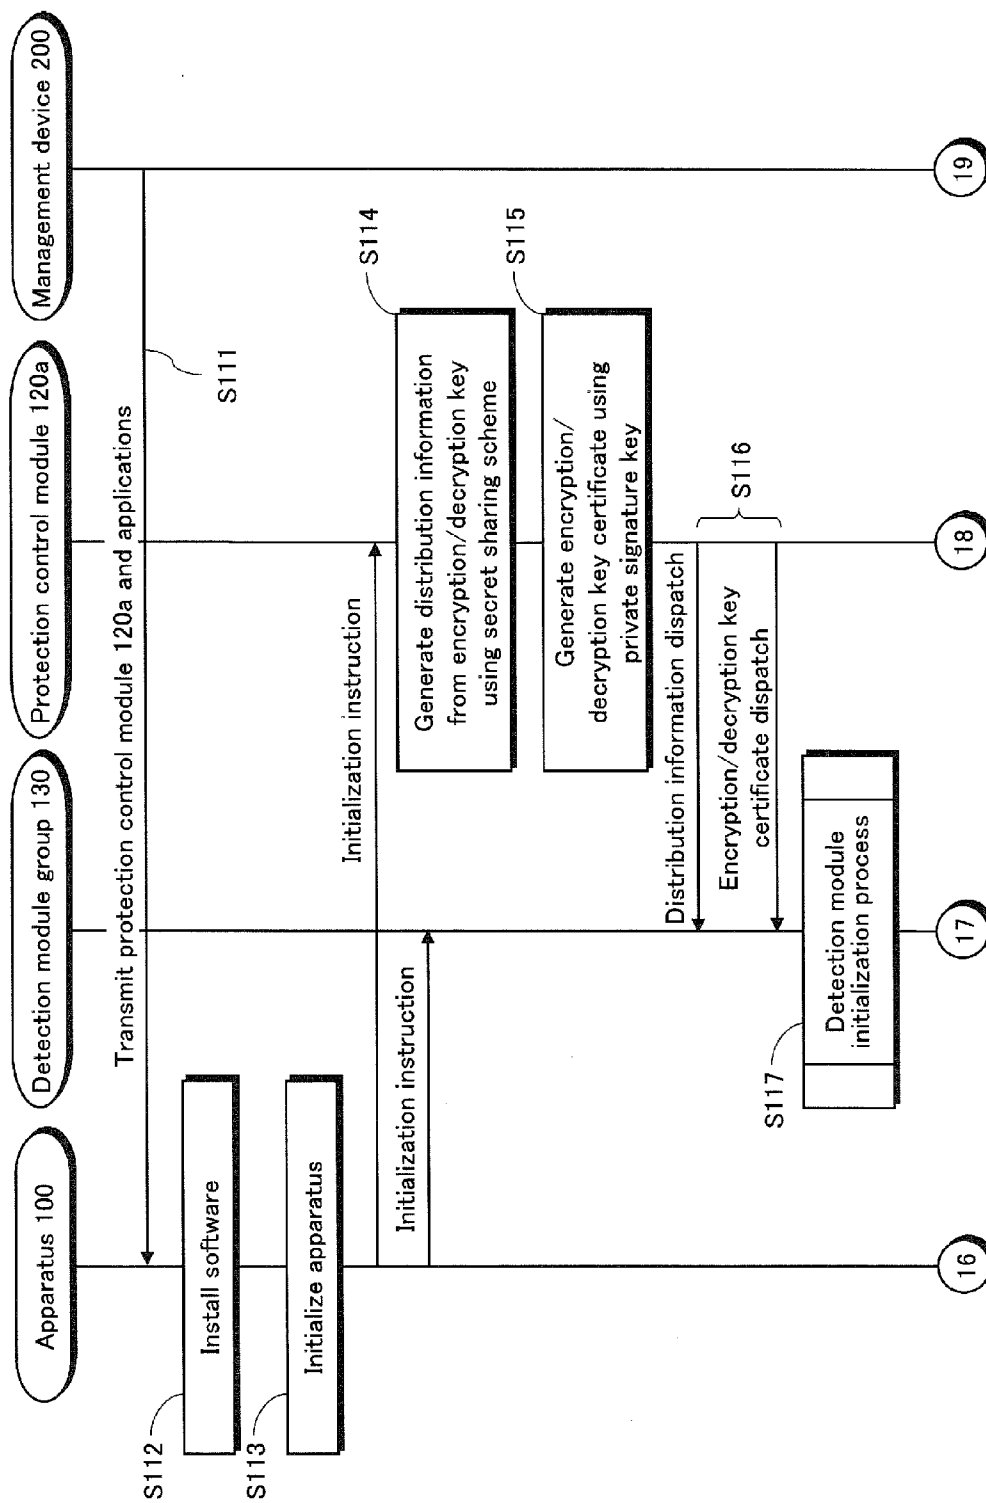 Apparatus 100
Detection module group 130
Protection control module 120a
Management device 200
Transmit protection control module 120a and applications
S111
S112
Install software
S113
Initialize apparatus
Initialization instruction
Initialization instruction
S114
Generate distribution information
from encryption/decryption key
using secret sharing scheme
S115
Generate encryption/
decryption key certificate using
private signature key
Distribution information dispatch
S116
Encryption/decryption key
certificate dispatch
S117
Detection module
initialization process
16
17
18
19